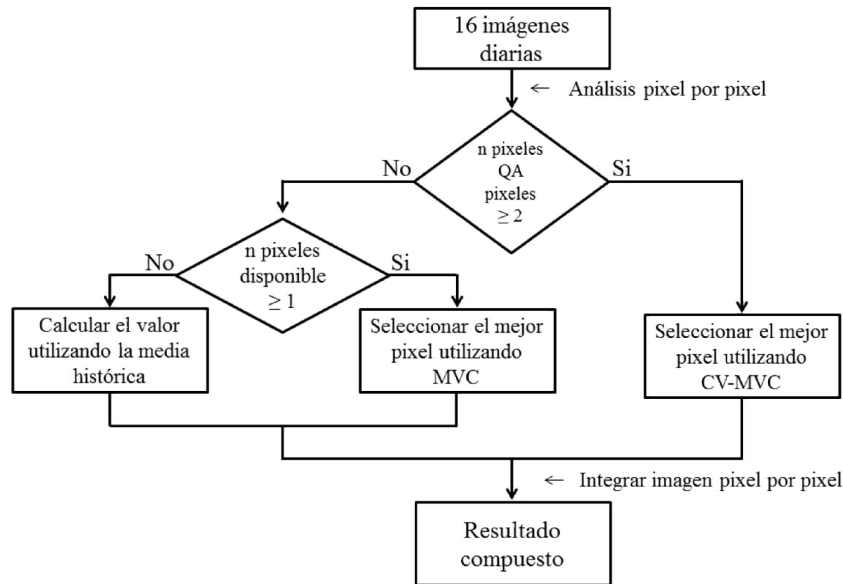 16 imágenes
diarias
← Análisis pixel por pixel
n pixeles
QA
pixeles
≥ 2
No
Si
n pixeles
disponible
≥ 1
No
Si
Calcular el valor
utilizando la media
histórica
Seleccionar el mejor
pixel utilizando
MVC
Seleccionar el mejor
pixel utilizando
CV-MVC
← Integrar imagen pixel por pixel
Resultado
compuesto